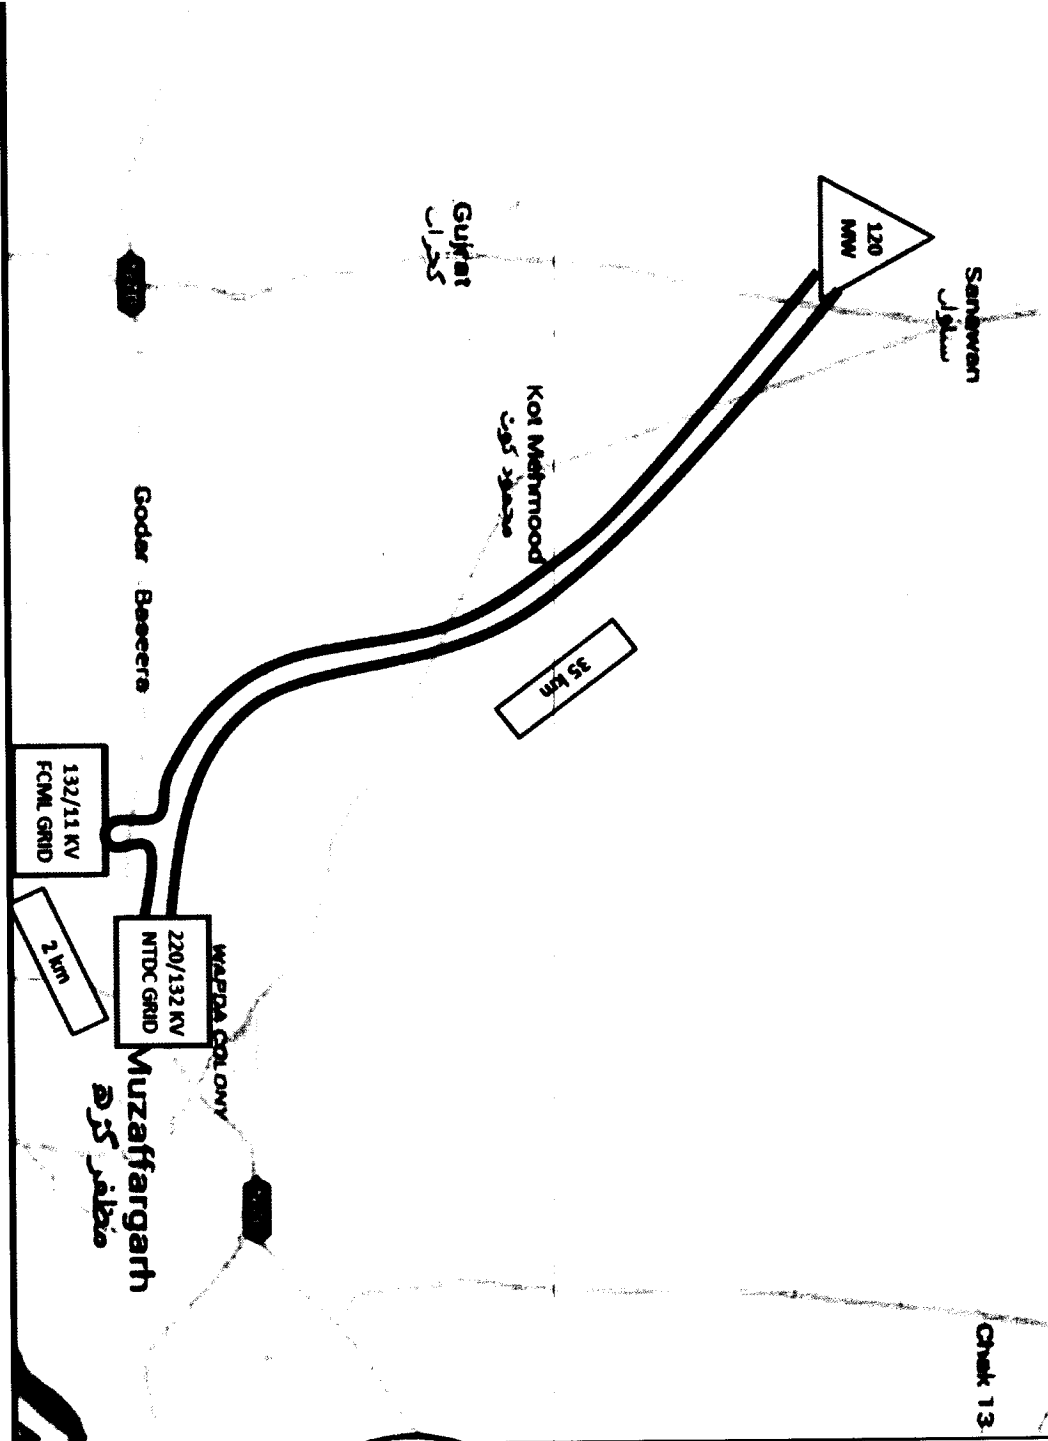 Sanawan
سناواں
120
MW
Gujrat
گجرات
Kot Mehmood
محمود کوٹ
35 km
Godar Baseera
132/11 KV
FCML GRID
2 km
220/132 KV
NTDC GRID
WAPDA COLONY
Muzaffargarh
مظفر گڑھ
Chak 13